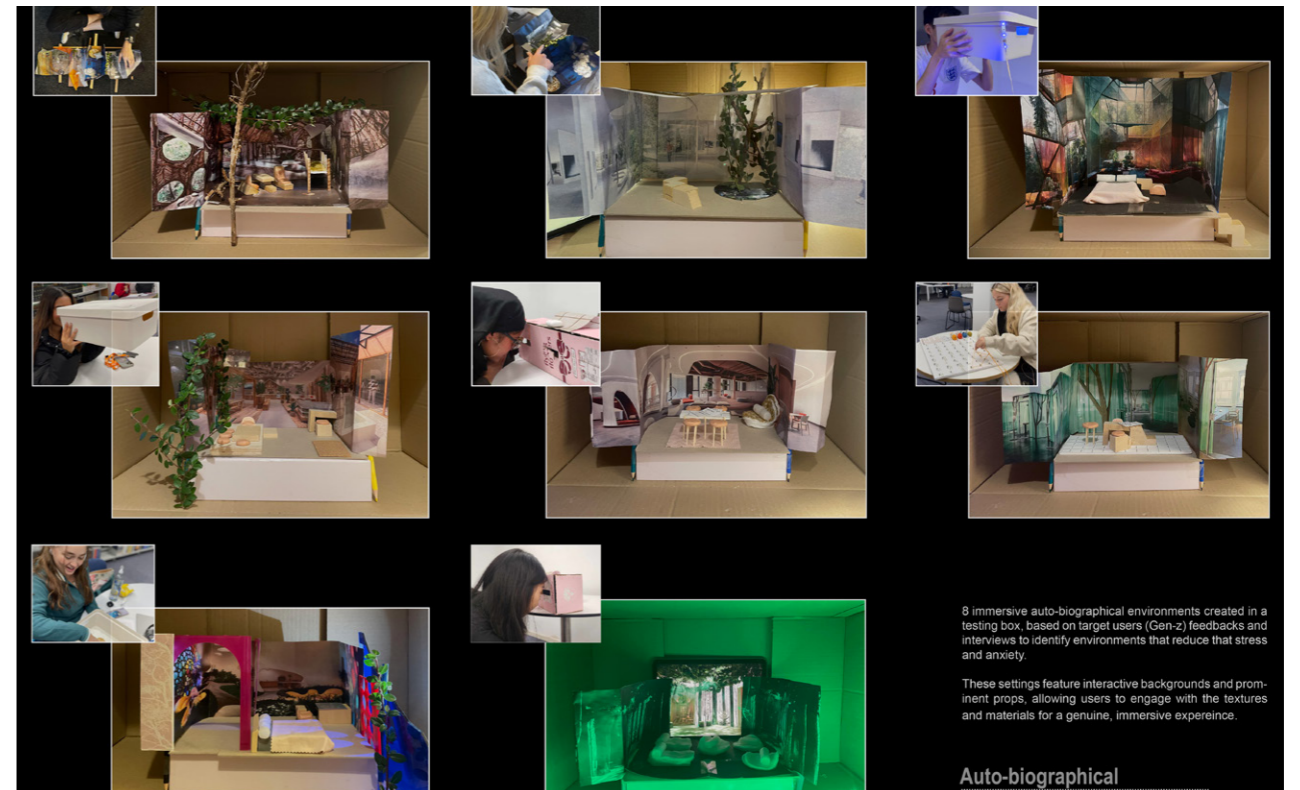 8 immersive auto-biographical environments created in a
testing box, based on target users (Gen-z) feedbacks and
interviews to identify environments that reduce that stress
and anxiety.
These settings feature interactive backgrounds and prom-
inent props, allowing users to engage with the textures
and materials for a genuine, immersive expereince.
Auto-biographical